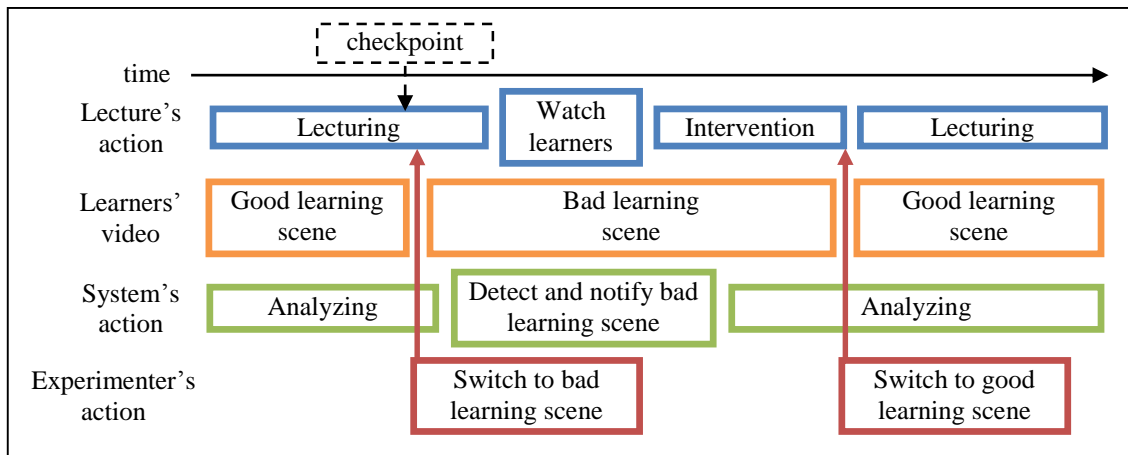 checkpoint
time
Lecture's
action
Lecturing
Watch
learners
Intervention
Lecturing
Learners'
video
Good learning
scene
Bad learning
scene
Good learning
scene
System's
action
Analyzing
Detect and notify bad
learning scene
Analyzing
Experimenter's
action
Switch to bad
learning scene
Switch to good
learning scene